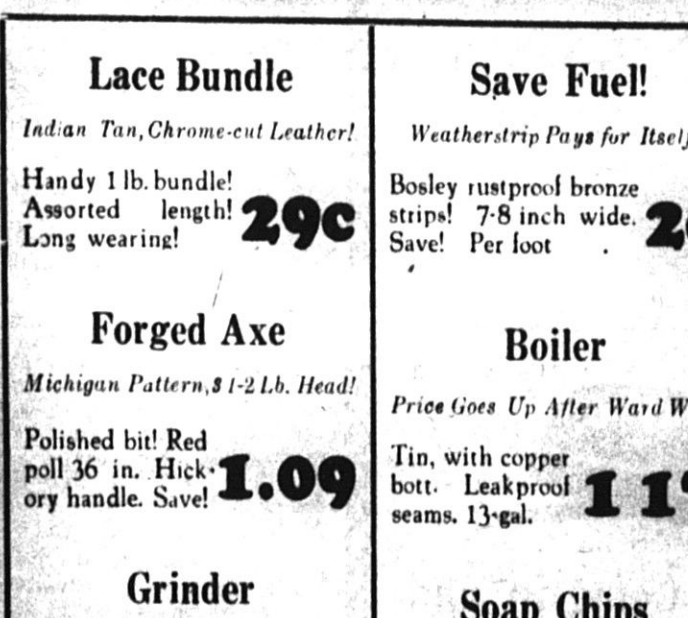 Lace Bundle
Indian Tan, Chrome-cut Leather!
Handy 1 lb. bundle!
Assorted length!
Long wearing!
29c
Forged Axe
Michigan Pattern, 1-2 Lb. Head!
Polished bit! Red
poll 36 in. Hick-
ory handle. Save!
1.09
Grinder
Save Fuel!
Weatherstrip Pays for Itself
Bosley rustproof bronze
strips! 7-8 inch wide.
Save! Per foot
Boiler
Price Goes Up After Ward W
Tin, with copper
bott. Leakproof
seams. 13-gal.
Soap Chips